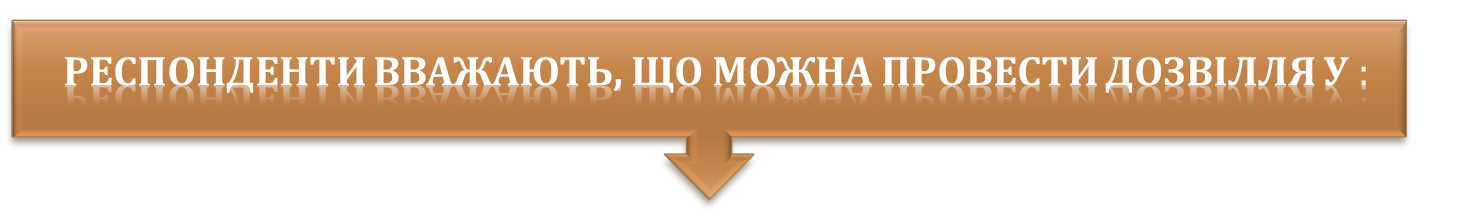 РЕСПОНДЕНТИ ВВАЖАЮТЬ, ЩО МОЖНА ПРОВЕСТИ ДОЗВІЛЛЯ У :